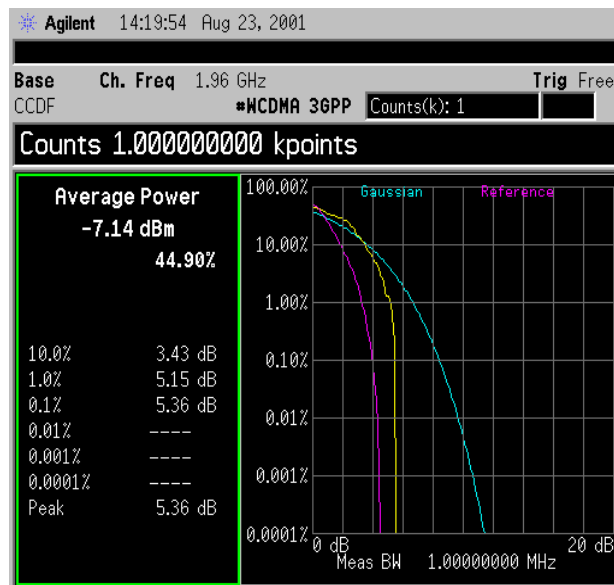 Agilent 14:19:54 Aug 23, 2001
Base Ch. Freq 1.96 GHz Trig Free
CCDF *WCDMA 3GPP Counts(k): 1
Counts 1.000000000 kpoints
Average Power
-7.14 dBm
44.90%
10.0% 3.43 dB
1.0% 5.15 dB
0.1% 5.36 dB
0.01% ----
0.001% ----
0.0001% ----
Peak 5.36 dB
100.00% Gaussian Reference
10.00%
1.00%
0.10%
0.01%
0.001%
0.0001%
0 dB 20 dB
Meas BW 1.00000000 MHz